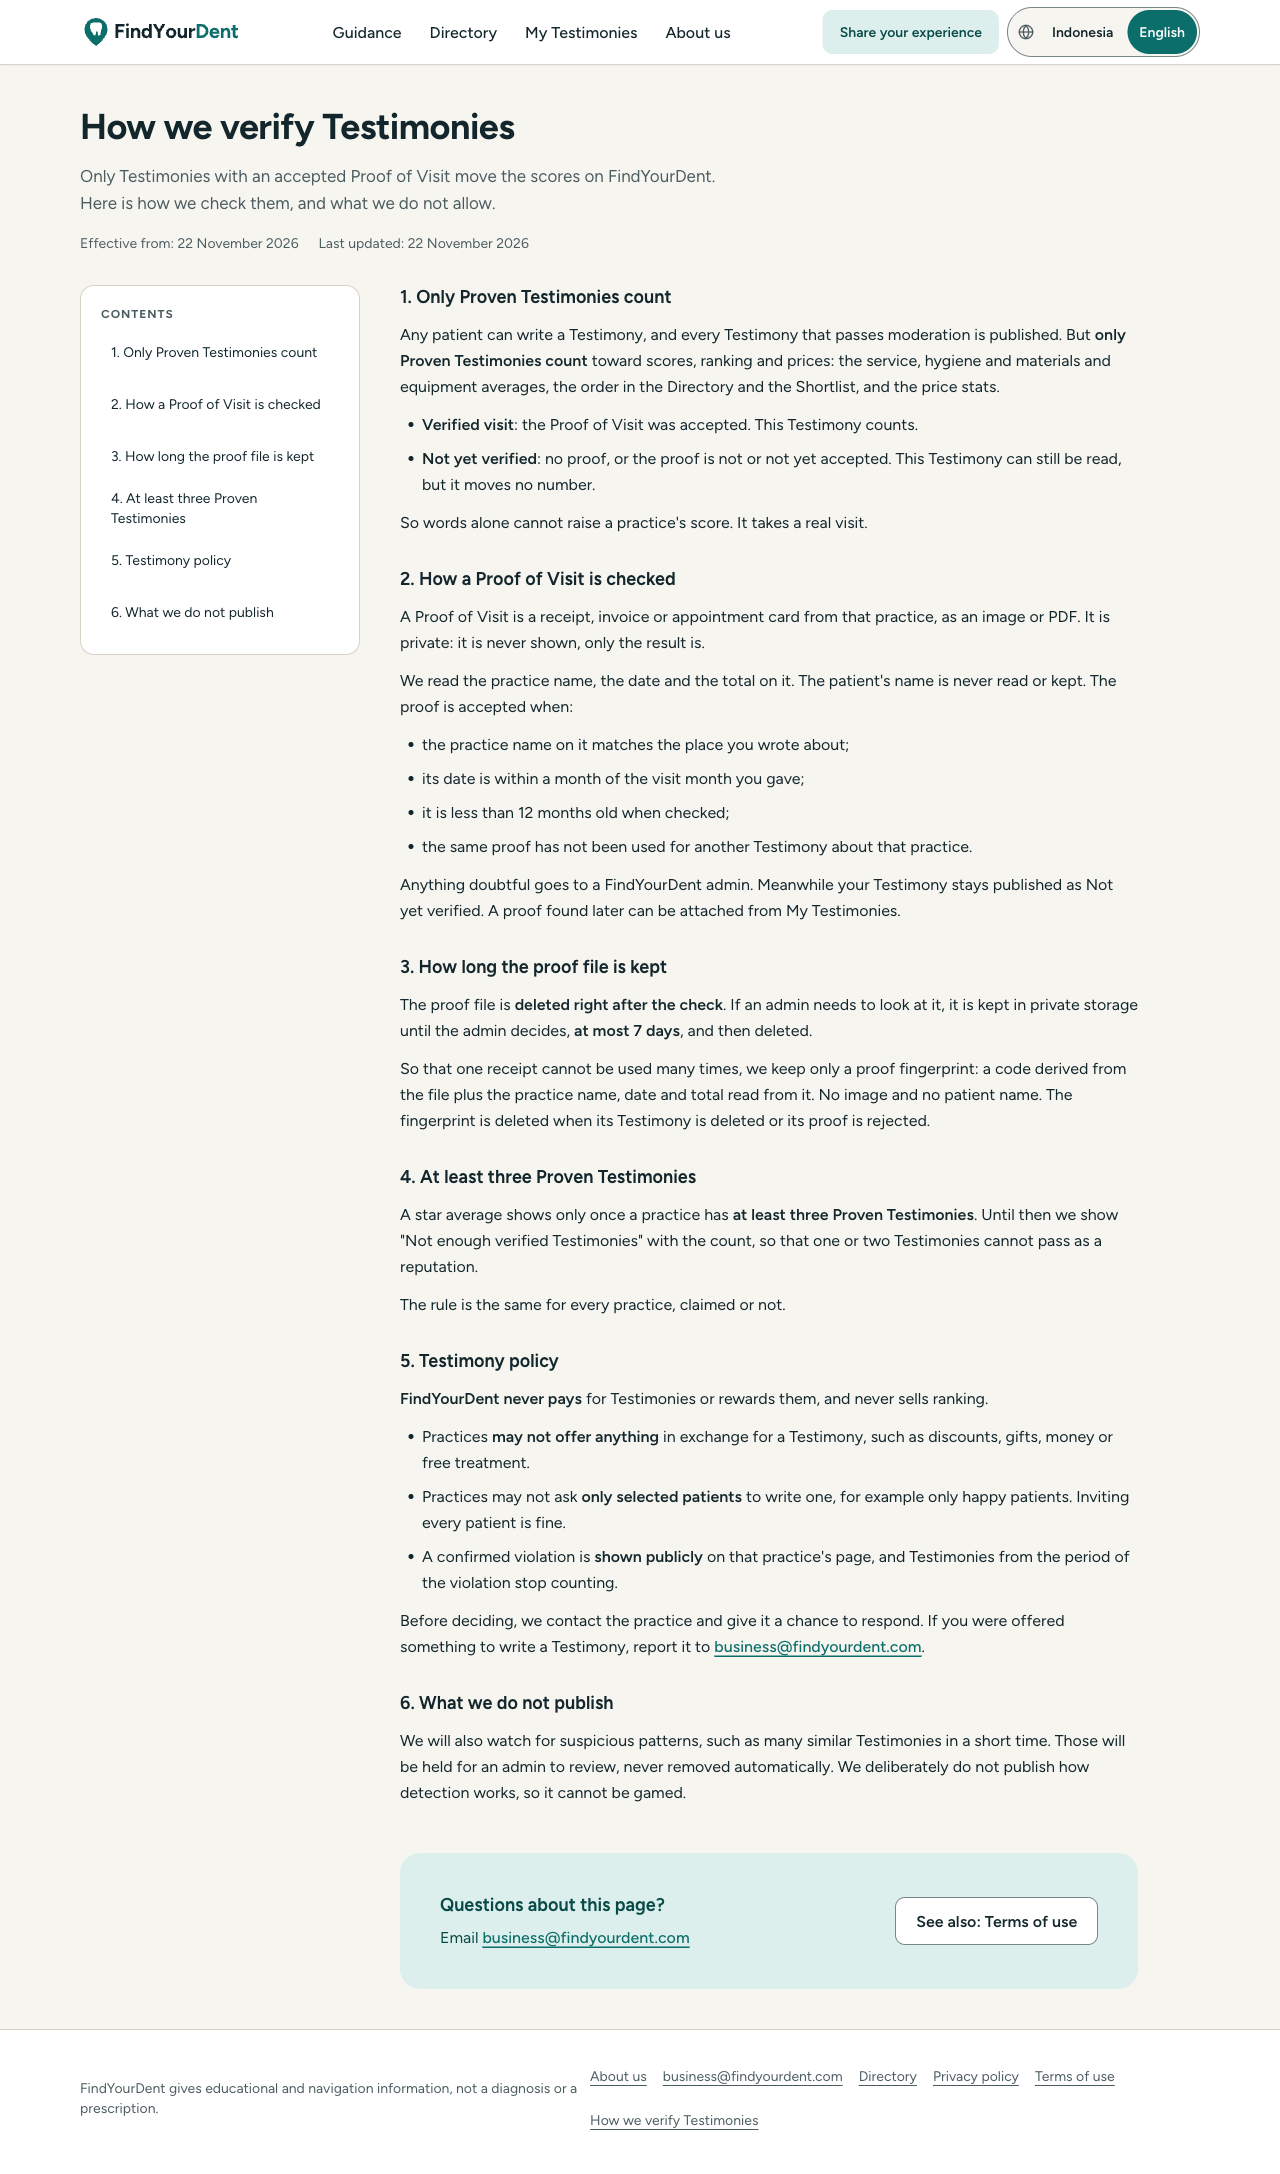 FindYourDent
Guidance
Directory
My Testimonies
About us
Share your experience
Indonesia
English
How we verify Testimonies
Only Testimonies with an accepted Proof of Visit move the scores on FindYourDent.
Here is how we check them, and what we do not allow.
Effective from: 22 November 2026
Last updated: 22 November 2026
CONTENTS
1. Only Proven Testimonies count
2. How a Proof of Visit is checked
3. How long the proof file is kept
4. At least three Proven
Testimonies
5. Testimony policy
6. What we do not publish
1. Only Proven Testimonies count
Any patient can write a Testimony, and every Testimony that passes moderation is published. But only
Proven Testimonies count toward scores, ranking and prices: the service, hygiene and materials and
equipment averages, the order in the Directory and the Shortlist, and the price stats.
• Verified visit: the Proof of Visit was accepted. This Testimony counts.
• Not yet verified: no proof, or the proof is not or not yet accepted. This Testimony can still be read,
but it moves no number.
So words alone cannot raise a practice's score. It takes a real visit.
2. How a Proof of Visit is checked
A Proof of Visit is a receipt, invoice or appointment card from that practice, as an image or PDF. It is
private: it is never shown, only the result is.
We read the practice name, the date and the total on it. The patient's name is never read or kept. The
proof is accepted when:
• the practice name on it matches the place you wrote about;
• its date is within a month of the visit month you gave;
• it is less than 12 months old when checked;
• the same proof has not been used for another Testimony about that practice.
Anything doubtful goes to a FindYourDent admin. Meanwhile your Testimony stays published as Not
yet verified. A proof found later can be attached from My Testimonies.
3. How long the proof file is kept
The proof file is deleted right after the check. If an admin needs to look at it, it is kept in private storage
until the admin decides, at most 7 days, and then deleted.
So that one receipt cannot be used many times, we keep only a proof fingerprint: a code derived from
the file plus the practice name, date and total read from it. No image and no patient name. The
fingerprint is deleted when its Testimony is deleted or its proof is rejected.
4. At least three Proven Testimonies
A star average shows only once a practice has at least three Proven Testimonies. Until then we show
"Not enough verified Testimonies" with the count, so that one or two Testimonies cannot pass as a
reputation.
The rule is the same for every practice, claimed or not.
5. Testimony policy
FindYourDent never pays for Testimonies or rewards them, and never sells ranking.
• Practices may not offer anything in exchange for a Testimony, such as discounts, gifts, money or
free treatment.
• Practices may not ask only selected patients to write one, for example only happy patients. Inviting
every patient is fine.
• A confirmed violation is shown publicly on that practice's page, and Testimonies from the period of
the violation stop counting.
Before deciding, we contact the practice and give it a chance to respond. If you were offered
something to write a Testimony, report it to business@findyourdent.com.
6. What we do not publish
We will also watch for suspicious patterns, such as many similar Testimonies in a short time. Those will
be held for an admin to review, never removed automatically. We deliberately do not publish how
detection works, so it cannot be gamed.
Questions about this page?
Email business@findyourdent.com
See also: Terms of use
FindYourDent gives educational and navigation information, not a diagnosis or a
prescription.
About us
business@findyourdent.com
Directory
Privacy policy
Terms of use
How we verify Testimonies